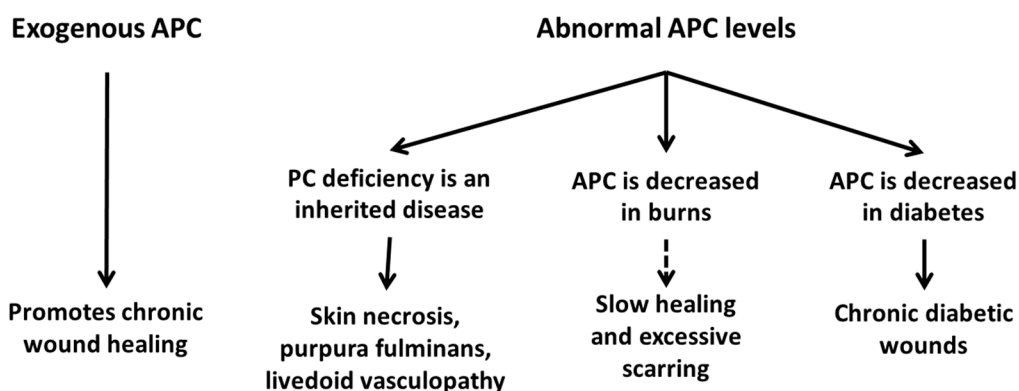 Exogenous APC
Abnormal APC levels
PC deficiency is an
inherited disease
APC is decreased
in burns
APC is decreased
in diabetes
Promotes chronic
wound healing
Skin necrosis,
purpura fulminans,
livedoid vasculopathy
Slow healing
and excessive
scarring
Chronic diabetic
wounds